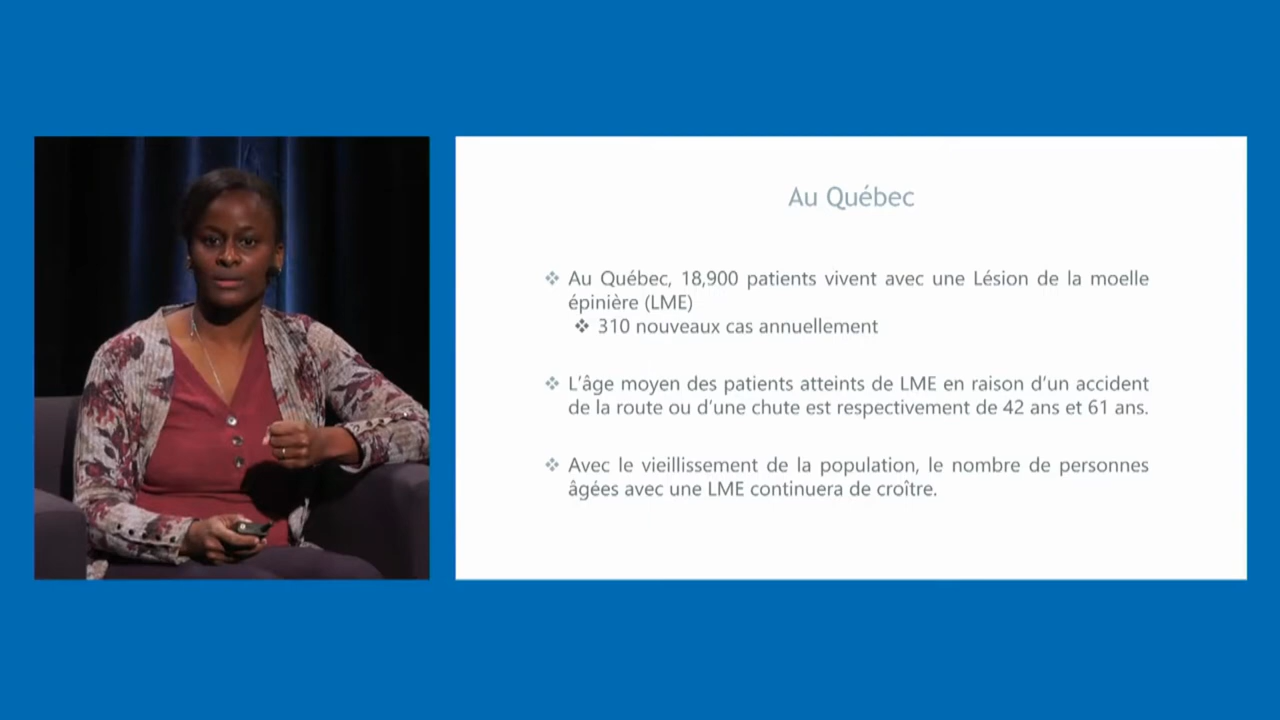 Au Québec
❖ Au Québec, 18,900 patients vivent avec une Lésion de la moelle
épinière (LME)
❖ 310 nouveaux cas annuellement
❖ L'âge moyen des patients atteints de LME en raison d'un accident
de la route ou d'une chute est respectivement de 42 ans et 61 ans.
❖ Avec le vieillissement de la population, le nombre de personnes
âgées avec une LME continuera de croître.